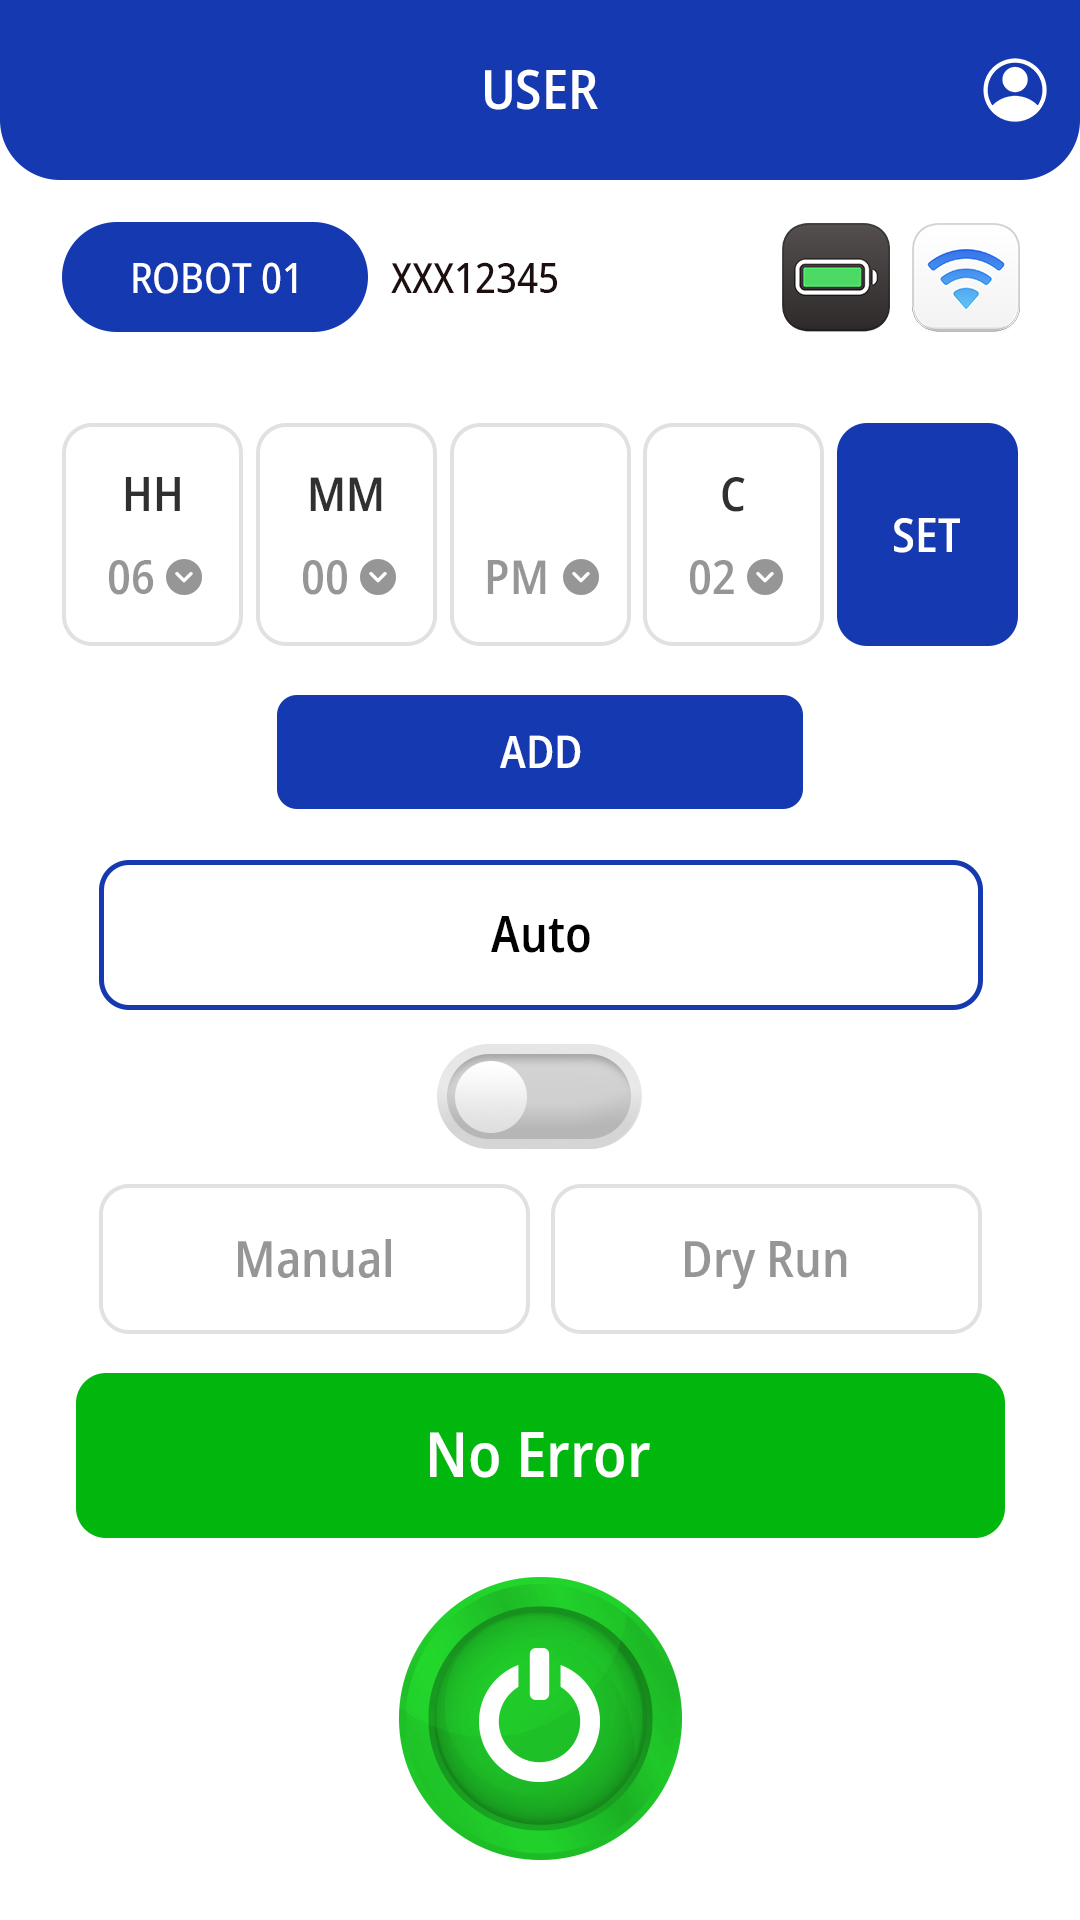 USER
ROBOT 01 XXX12345
HH MM C
06 00 PM 02
SET
ADD
Auto
Manual Dry Run
No Error